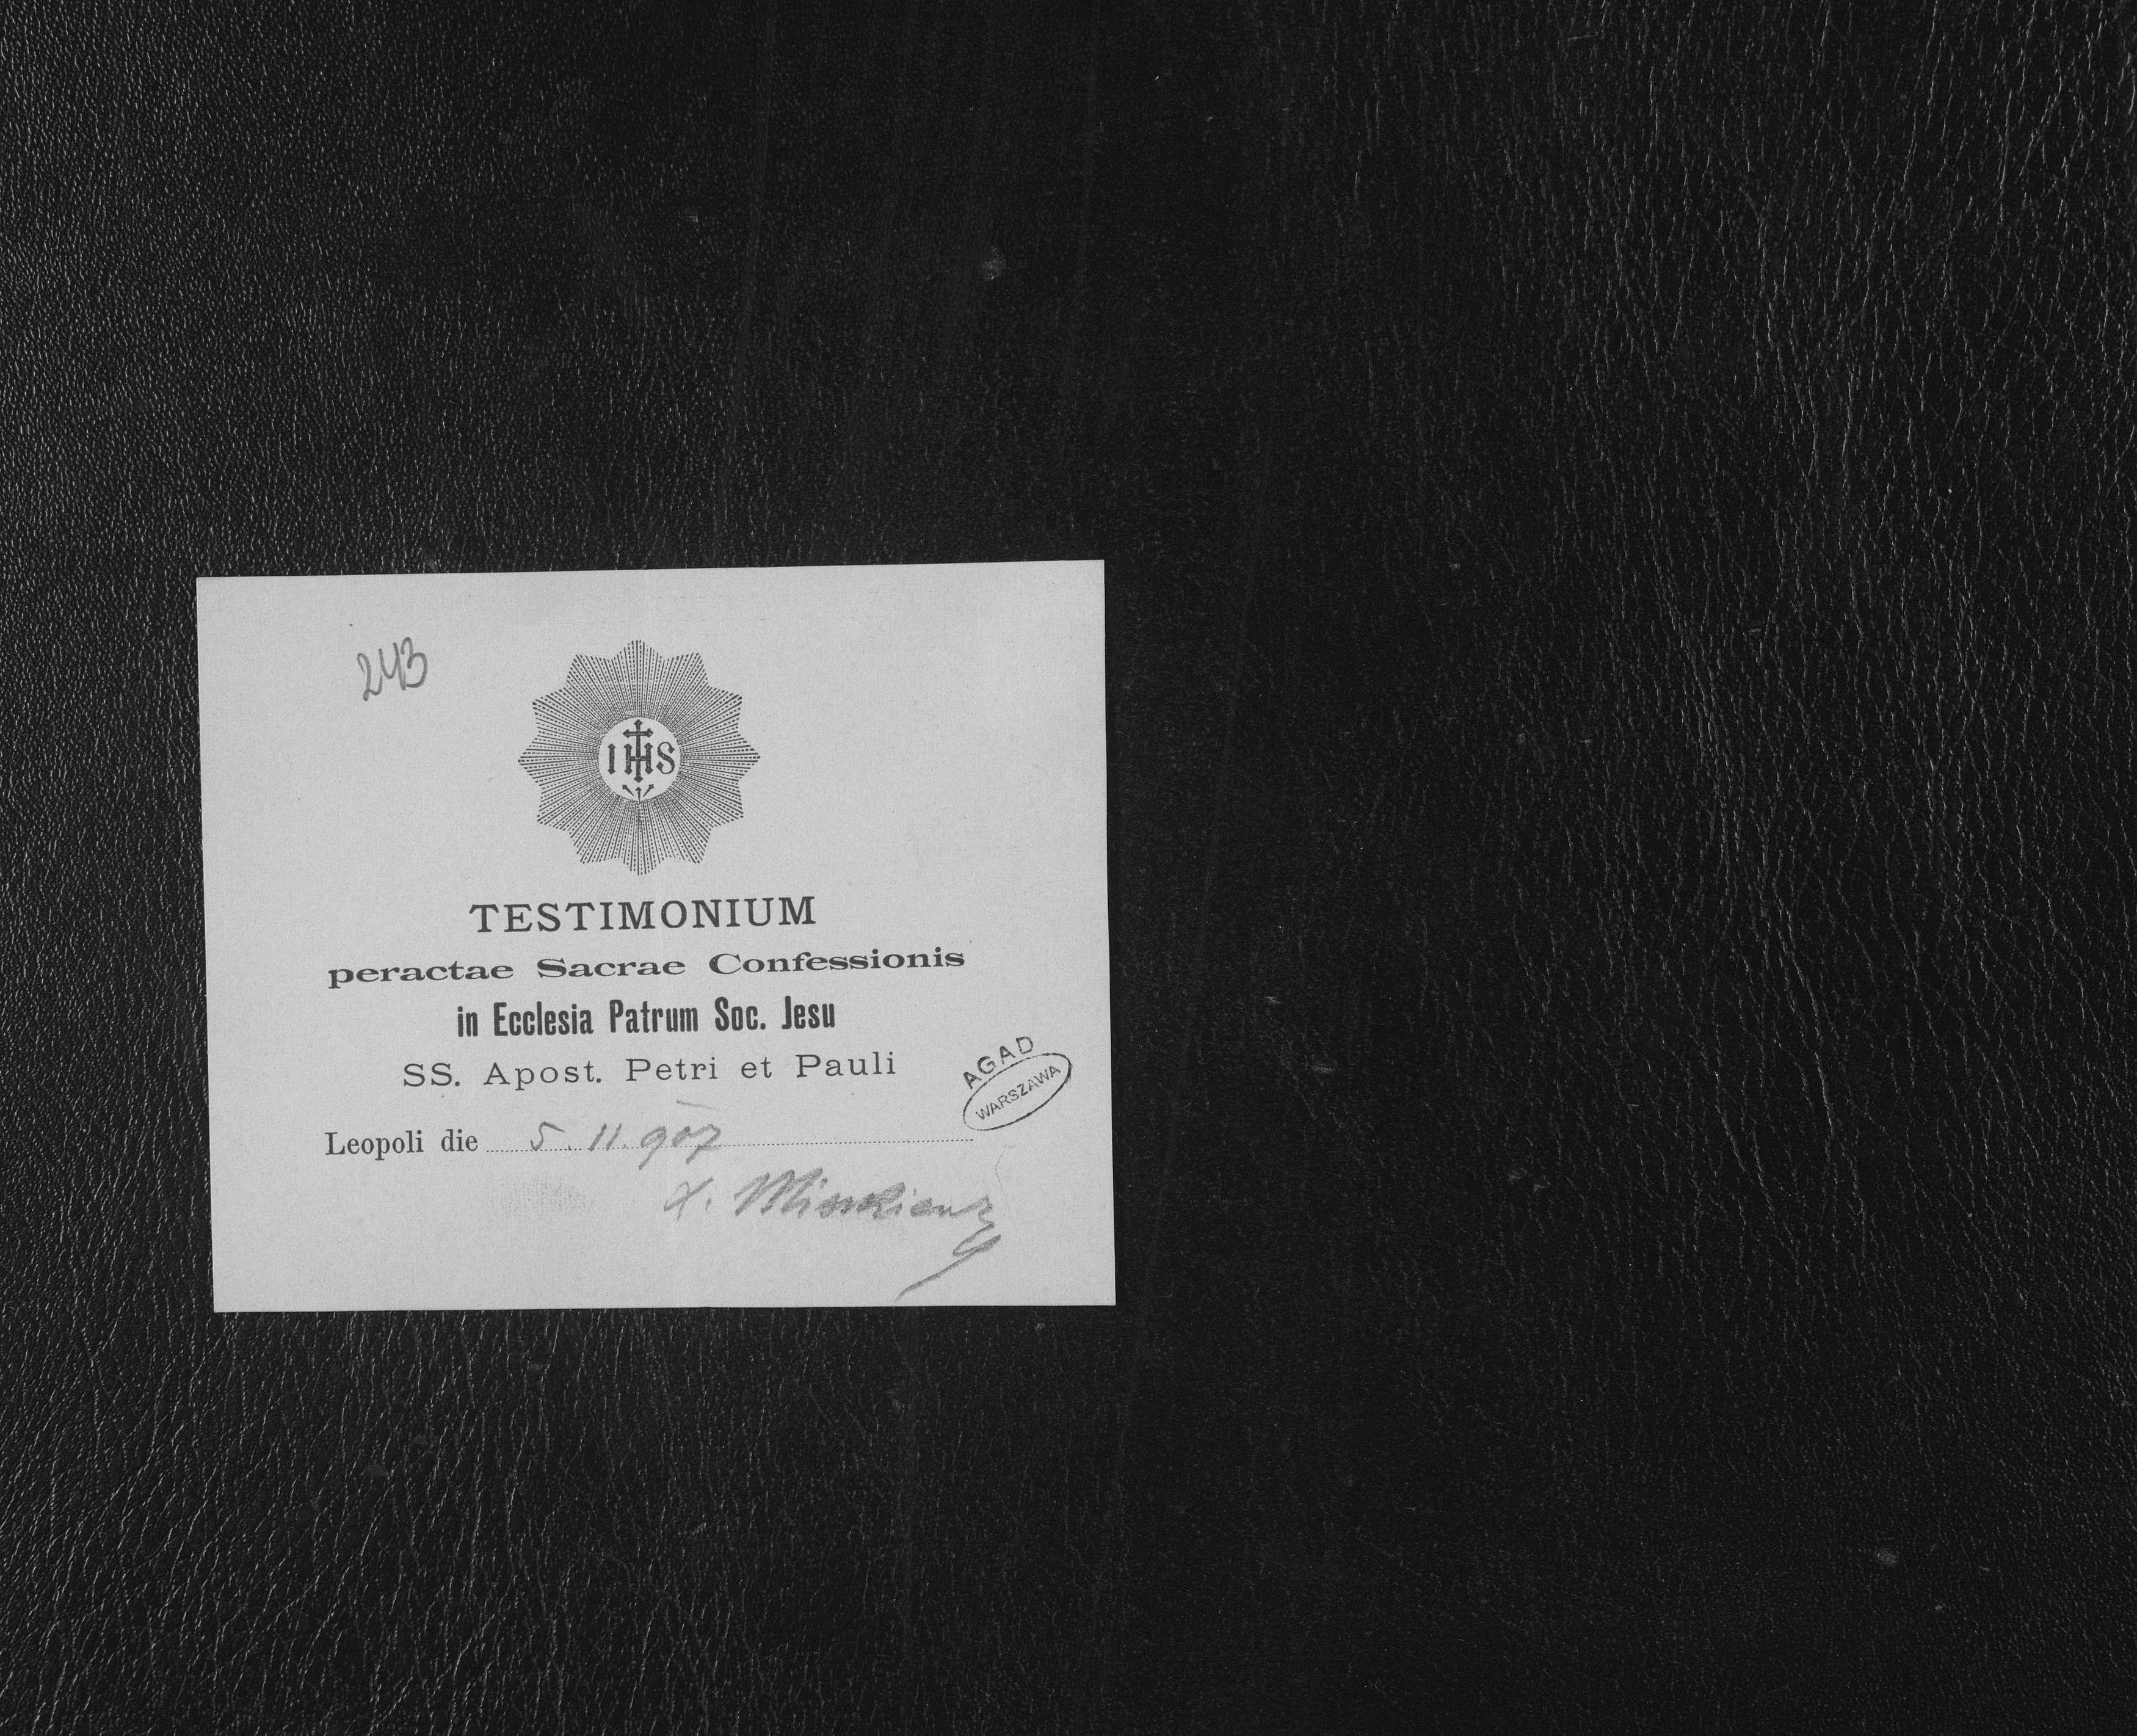 243
IHS
TESTIMONIUM
peractae Sacrae Confessionis
in Ecclesia Patrum Soc. Jesu
SS. Apost. Petri et Pauli
AGAD
WARSZAWA
Leopoli die 5. 11. 907